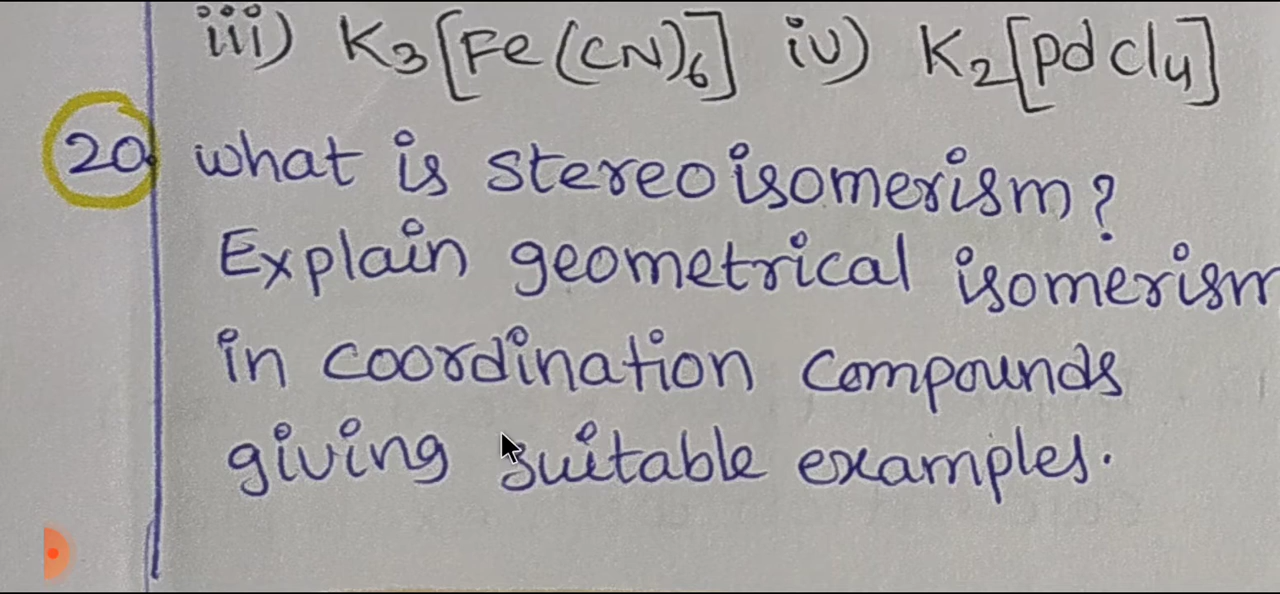 iii) K3[Fe(CN)6] iv) K2[pdcl4]
20. what is stereoisomerism?
Explain geometrical isomerism
in coordination compounds
giving suitable examples.